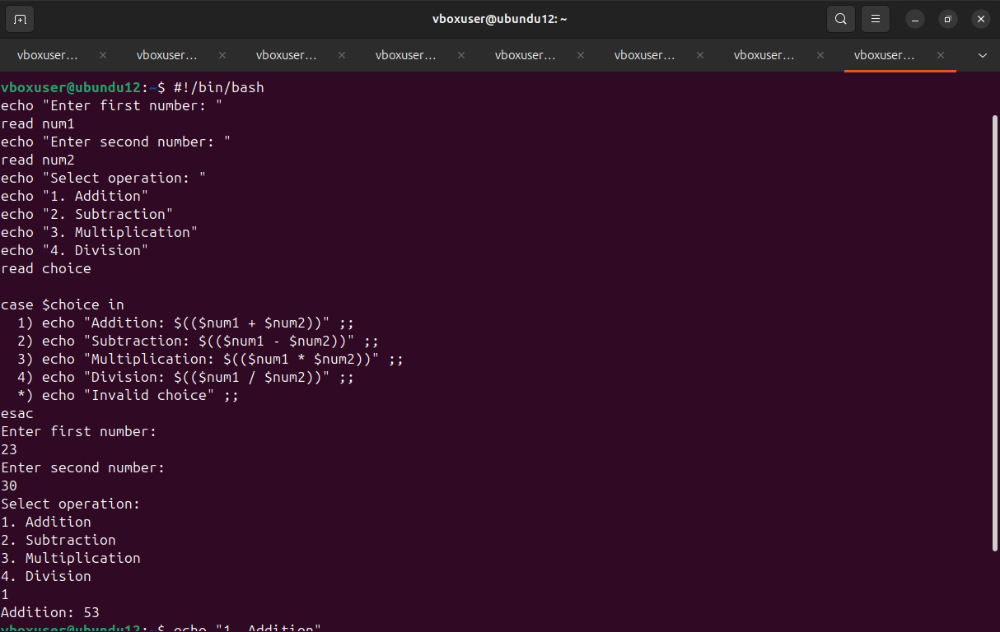 vboxuser@ubundu12: ~
vboxuser… vboxuser… vboxuser… vboxuser… vboxuser… vboxuser… vboxuser… vboxuser…
vboxuser@ubundu12:~$ #!/bin/bash
echo "Enter first number: "
read num1
echo "Enter second number: "
read num2
echo "Select operation: "
echo "1. Addition"
echo "2. Subtraction"
echo "3. Multiplication"
echo "4. Division"
read choice

case $choice in
  1) echo "Addition: $(($num1 + $num2))" ;;
  2) echo "Subtraction: $(($num1 - $num2))" ;;
  3) echo "Multiplication: $(($num1 * $num2))" ;;
  4) echo "Division: $(($num1 / $num2))" ;;
  *) echo "Invalid choice" ;;
esac
Enter first number:
23
Enter second number:
30
Select operation:
1. Addition
2. Subtraction
3. Multiplication
4. Division
1
Addition: 53
vboxuser@ubundu12:~$ echo "1. Addition"